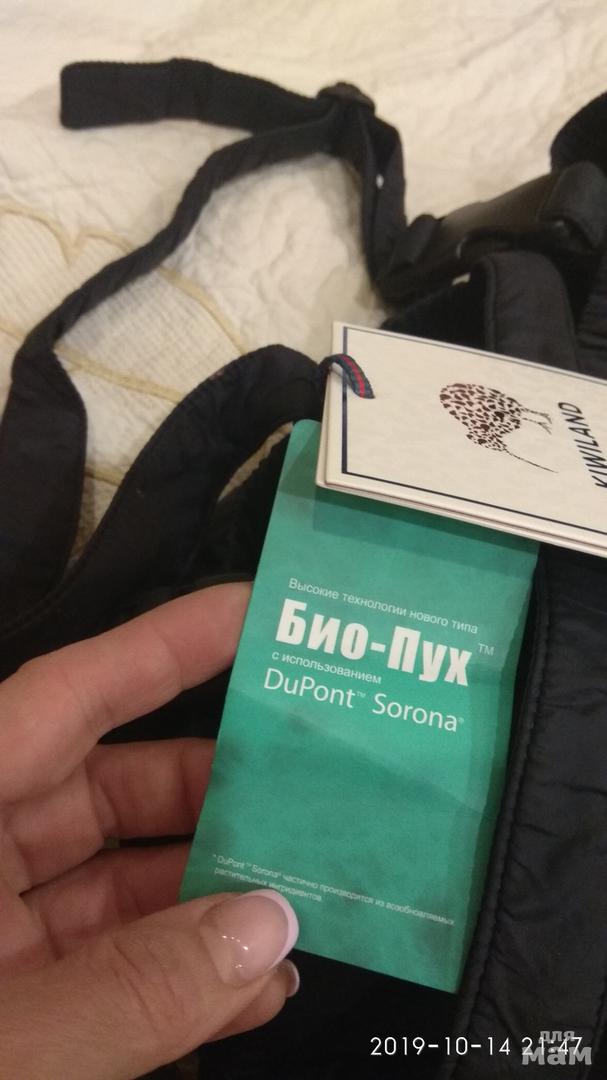 KIWILAND
Высокие технологии нового типа
Био-Пух™
с использованием
DuPont™ Sorona®
* DuPont™ Sorona® частично производится из возобновляемых
растительных ингридиентов.
2019-10-14 21:47
для
мам